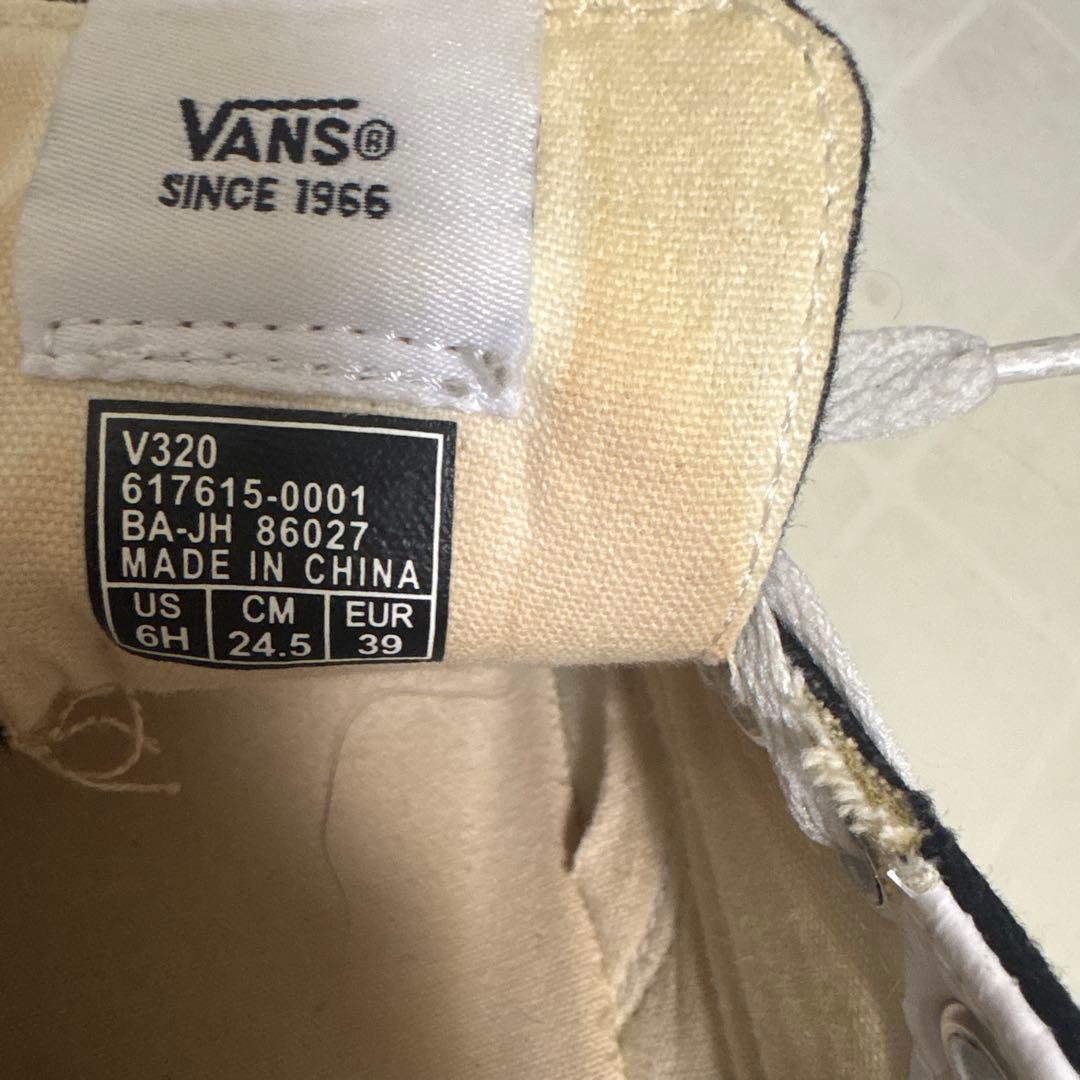 VANS®
SINCE 1966
V320
617615-0001
BA-JH 86027
MADE IN CHINA
US CM EUR
6H 24.5 39